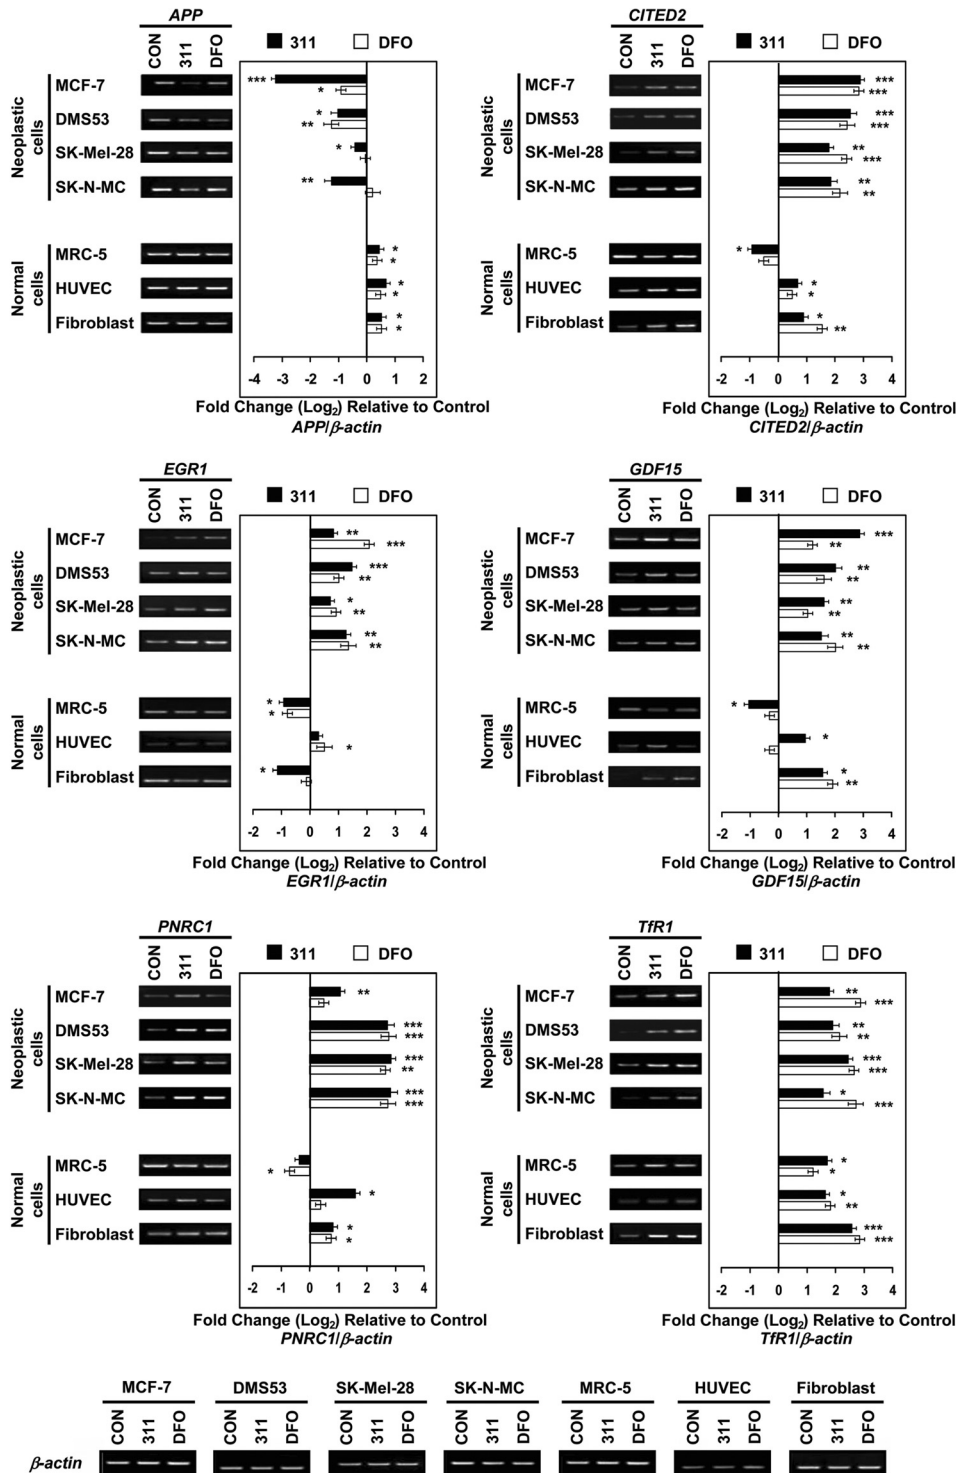 APP
CON 311 DFO
■ 311 □ DFO
Neoplastic cells
MCF-7 *** *
DMS53 * **
SK-Mel-28 *
SK-N-MC **
Normal cells
MRC-5 * *
HUVEC * *
Fibroblast * *
-4 -3 -2 -1 0 1 2
Fold Change (Log2) Relative to Control
APP/β-actin
CITED2
CON 311 DFO
■ 311 □ DFO
Neoplastic cells
MCF-7 *** ***
DMS53 *** ***
SK-Mel-28 ** ***
SK-N-MC ** **
Normal cells
MRC-5 *
HUVEC * *
Fibroblast * **
-2 -1 0 1 2 3 4
Fold Change (Log2) Relative to Control
CITED2/β-actin
EGR1
CON 311 DFO
■ 311 □ DFO
Neoplastic cells
MCF-7 ** ***
DMS53 *** **
SK-Mel-28 * **
SK-N-MC ** **
Normal cells
MRC-5 * *
HUVEC *
Fibroblast *
-2 -1 0 1 2 3 4
Fold Change (Log2) Relative to Control
EGR1/β-actin
GDF15
CON 311 DFO
■ 311 □ DFO
Neoplastic cells
MCF-7 *** **
DMS53 ** **
SK-Mel-28 ** **
SK-N-MC ** **
Normal cells
MRC-5 *
HUVEC *
Fibroblast * **
-2 -1 0 1 2 3 4
Fold Change (Log2) Relative to Control
GDF15/β-actin
PNRC1
CON 311 DFO
■ 311 □ DFO
Neoplastic cells
MCF-7 **
DMS53 *** ***
SK-Mel-28 *** **
SK-N-MC *** ***
Normal cells
MRC-5 *
HUVEC *
Fibroblast * *
-2 -1 0 1 2 3 4
Fold Change (Log2) Relative to Control
PNRC1/β-actin
TfR1
CON 311 DFO
■ 311 □ DFO
Neoplastic cells
MCF-7 ** ***
DMS53 ** **
SK-Mel-28 *** ***
SK-N-MC * ***
Normal cells
MRC-5 * *
HUVEC * **
Fibroblast *** ***
-2 -1 0 1 2 3 4
Fold Change (Log2) Relative to Control
TfR1/β-actin
MCF-7 DMS53 SK-Mel-28 SK-N-MC MRC-5 HUVEC Fibroblast
CON 311 DFO CON 311 DFO CON 311 DFO CON 311 DFO CON 311 DFO CON 311 DFO CON 311 DFO
β-actin